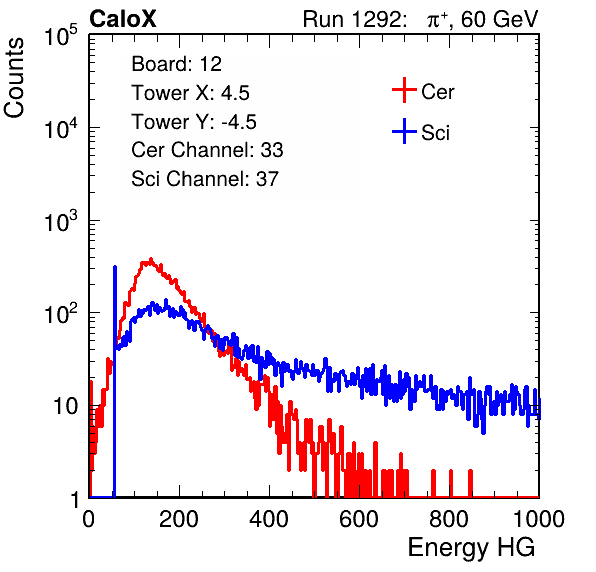 CaloX Run 1292: π⁺, 60 GeV
Counts
10⁵
10⁴
10³
10²
10
1
Board: 12
Tower X: 4.5
Tower Y: -4.5
Cer Channel: 33
Sci Channel: 37
Cer
Sci
0 200 400 600 800 1000
Energy HG